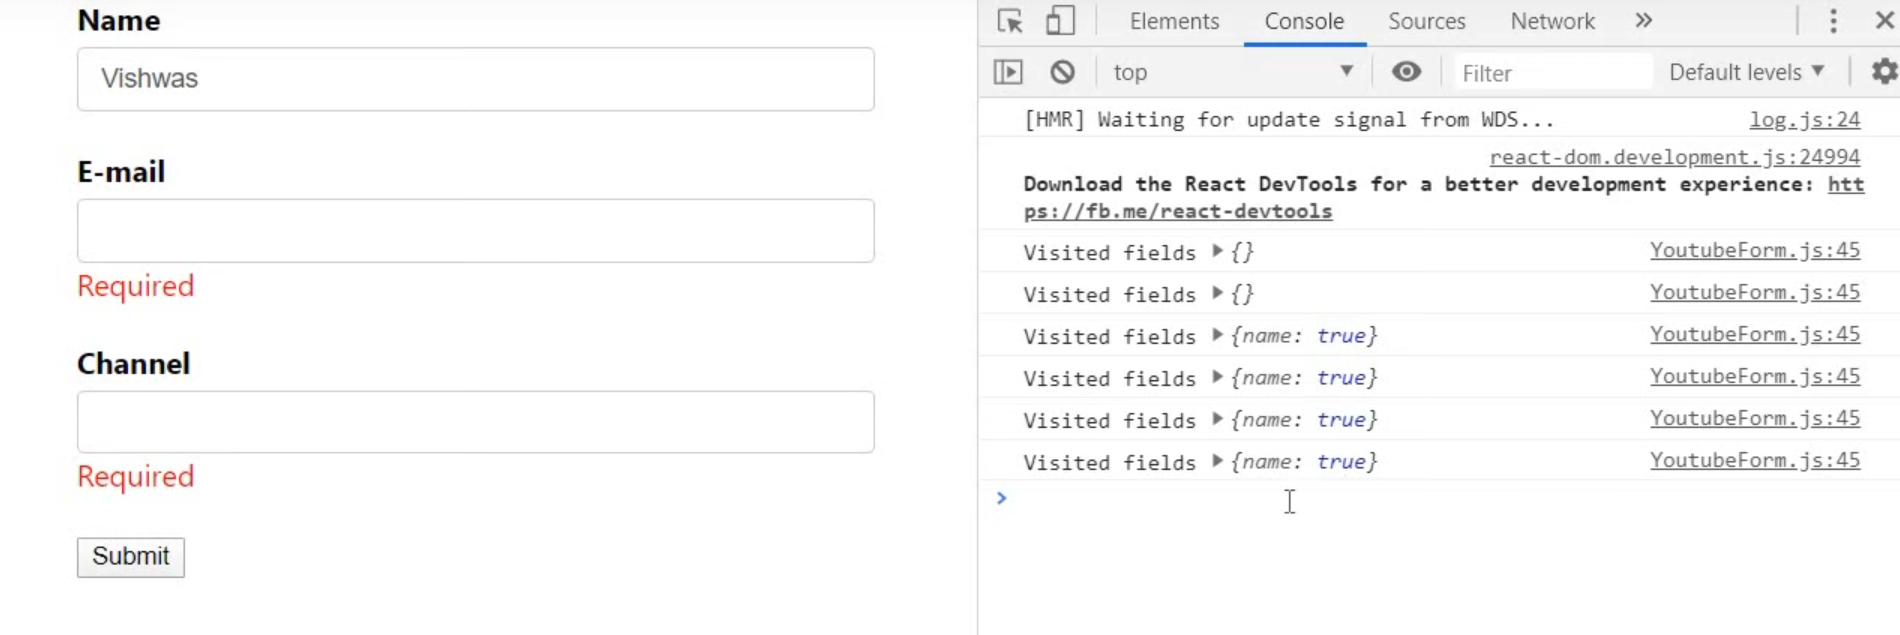 Name
Vishwas
E-mail
Required
Channel
Required
Submit
Elements Console Sources Network »
top ▼ Filter Default levels ▼
[HMR] Waiting for update signal from WDS... log.js:24
react-dom.development.js:24994
Download the React DevTools for a better development experience: htt
ps://fb.me/react-devtools
Visited fields ▶ {} YoutubeForm.js:45
Visited fields ▶ {} YoutubeForm.js:45
Visited fields ▶ {name: true} YoutubeForm.js:45
Visited fields ▶ {name: true} YoutubeForm.js:45
Visited fields ▶ {name: true} YoutubeForm.js:45
Visited fields ▶ {name: true} YoutubeForm.js:45
>